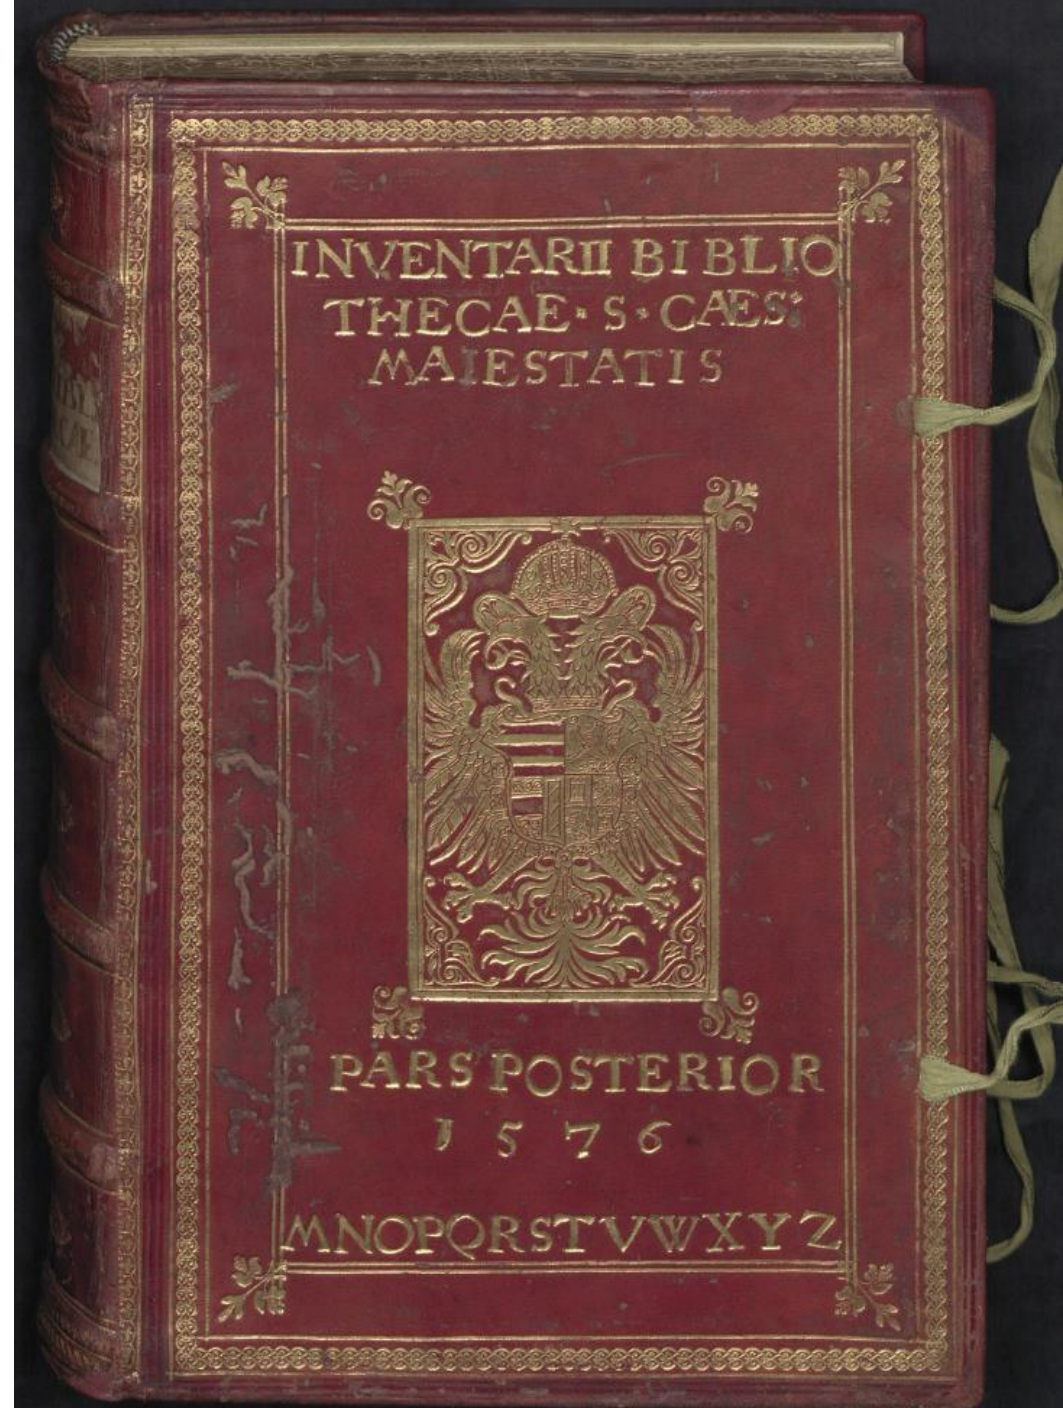 INVENTARII BIBLIO
THECAE · S · CAES:
MAIESTATIS
PARS POSTERIOR
1576
MNOPQRSTVWXYZ